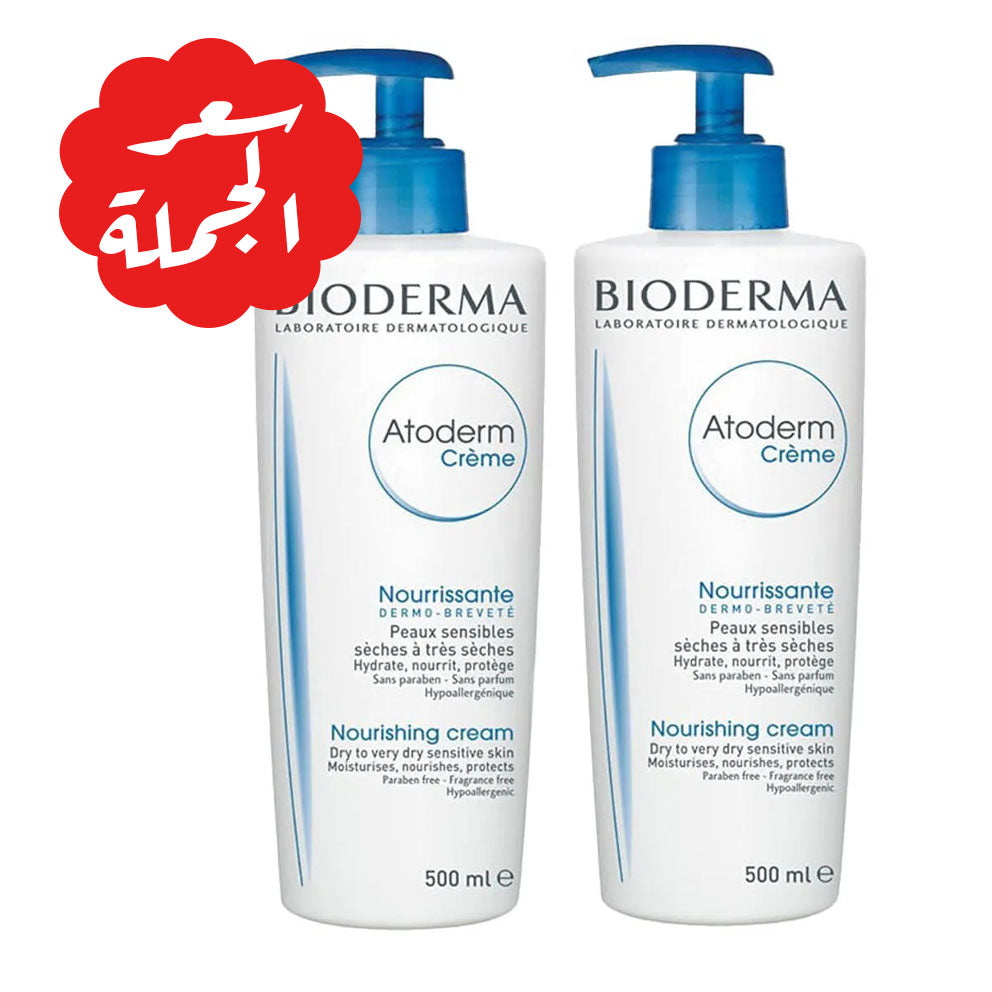 سعر
الجملة
BIODERMA
LABORATOIRE DERMATOLOGIQUE
Atoderm
Crème
Nourrissante
DERMO-BREVETÉ
Peaux sensibles
sèches à très sèches
Hydrate, nourrit, protège
Sans paraben - Sans parfum
Hypoallergénique
Nourishing cream
Dry to very dry sensitive skin
Moisturises, nourishes, protects
Paraben free - Fragrance free
Hypoallergenic
500 ml e
BIODERMA
LABORATOIRE DERMATOLOGIQUE
Atoderm
Crème
Nourrissante
DERMO-BREVETÉ
Peaux sensibles
sèches à très sèches
Hydrate, nourrit, protège
Sans paraben - Sans parfum
Hypoallergénique
Nourishing cream
Dry to very dry sensitive skin
Moisturises, nourishes, protects
Paraben free - Fragrance free
Hypoallergenic
500 ml e